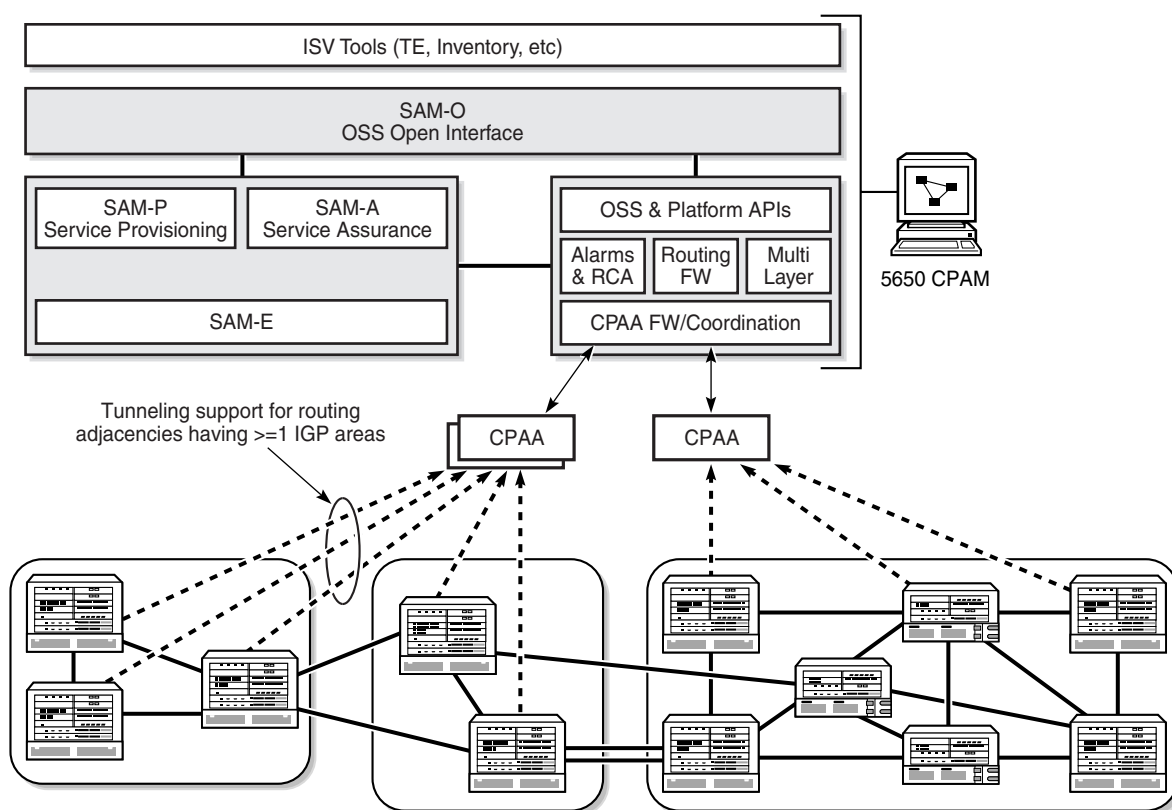 ISV Tools (TE, Inventory, etc)
SAM-O
OSS Open Interface
SAM-P
Service Provisioning
SAM-A
Service Assurance
SAM-E
OSS & Platform APIs
Alarms
& RCA
Routing
FW
Multi
Layer
CPAA FW/Coordination
5650 CPAM
Tunneling support for routing
adjacencies having >=1 IGP areas
CPAA
CPAA